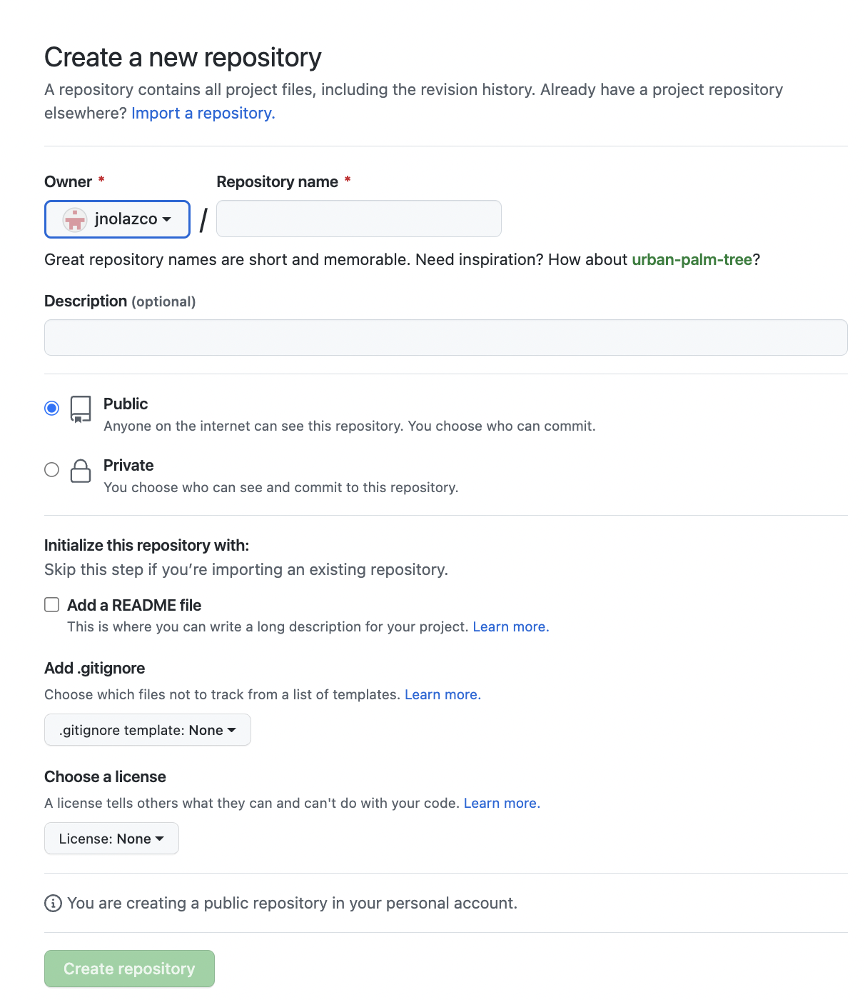 Create a new repository
A repository contains all project files, including the revision history. Already have a project repository
elsewhere? Import a repository.
Owner * Repository name *
jnolazco /
Great repository names are short and memorable. Need inspiration? How about urban-palm-tree?
Description (optional)
Public
Anyone on the internet can see this repository. You choose who can commit.
Private
You choose who can see and commit to this repository.
Initialize this repository with:
Skip this step if you’re importing an existing repository.
Add a README file
This is where you can write a long description for your project. Learn more.
Add .gitignore
Choose which files not to track from a list of templates. Learn more.
.gitignore template: None
Choose a license
A license tells others what they can and can't do with your code. Learn more.
License: None
You are creating a public repository in your personal account.
Create repository